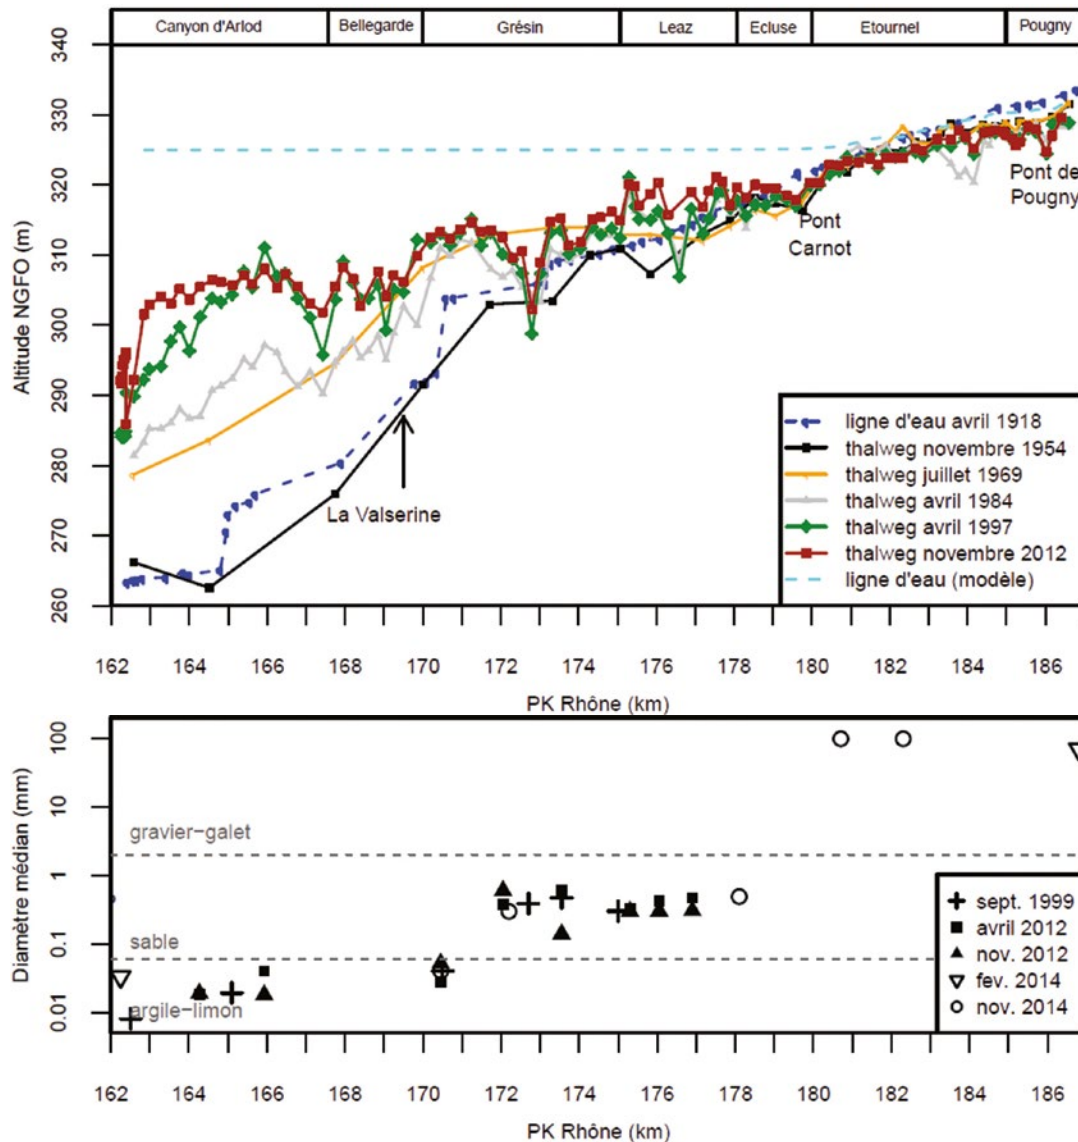 Canyon d'Arlod Bellegarde Grésin Leaz Ecluse Etournel Pougny
Altitude NGFO (m)
340
330
320
310
300
290
280
270
260
Pont de
Pougny
Pont
Carnot
La Valserine
ligne d'eau avril 1918
thalweg novembre 1954
thalweg juillet 1969
thalweg avril 1984
thalweg avril 1997
thalweg novembre 2012
ligne d'eau (modèle)
162 164 166 168 170 172 174 176 178 180 182 184 186
PK Rhône (km)
Diamètre médian (mm)
100
10
1
0.1
0.01
gravier-galet
sable
argile-limon
sept. 1999
avril 2012
nov. 2012
fev. 2014
nov. 2014
162 164 166 168 170 172 174 176 178 180 182 184 186
PK Rhône (km)